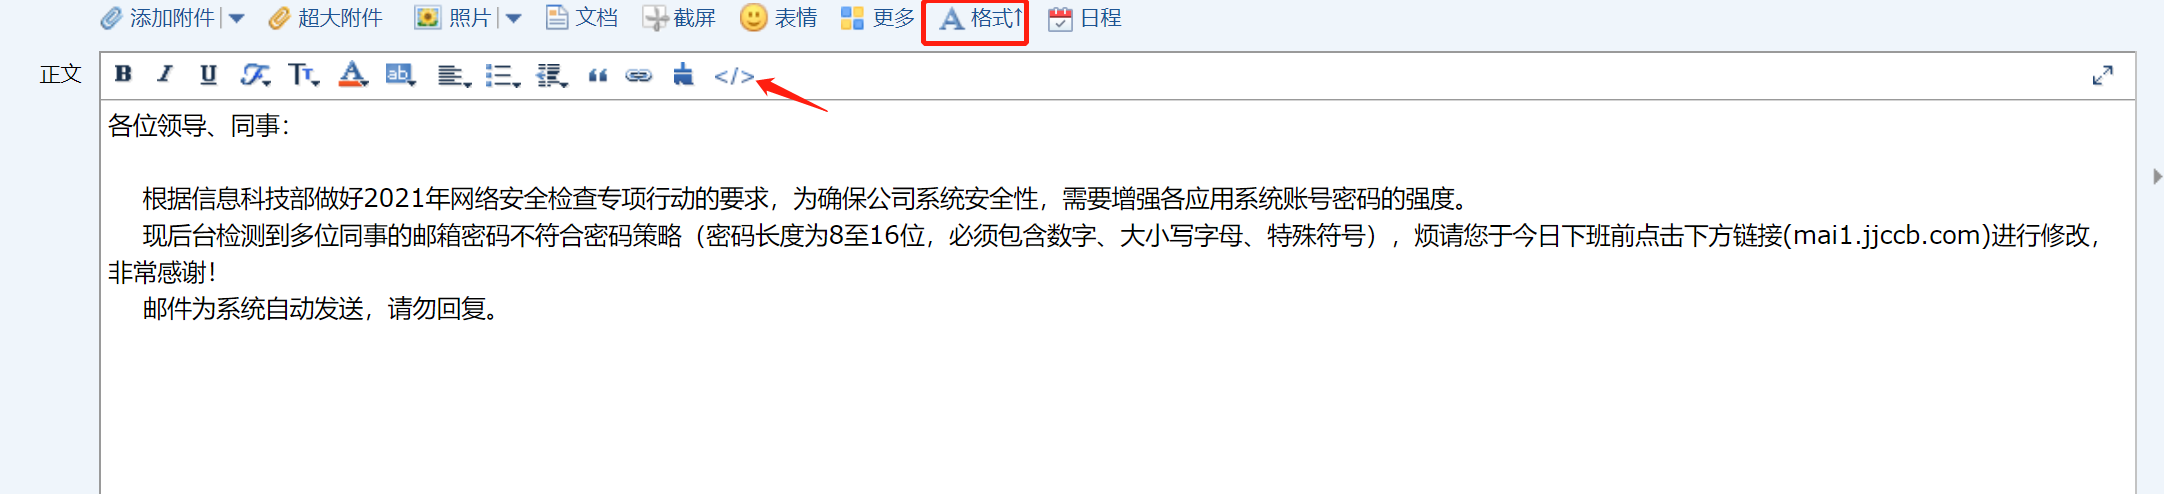 添加附件 超大附件 照片 文档 截屏 表情 更多 格式↑ 日程
正文 B I U </>
各位领导、同事：
根据信息科技部做好2021年网络安全检查专项行动的要求，为确保公司系统安全性，需要增强各应用系统账号密码的强度。
现后台检测到多位同事的邮箱密码不符合密码策略（密码长度为8至16位，必须包含数字、大小写字母、特殊符号），烦请您于今日下班前点击下方链接(mai1.jjccb.com)进行修改，
非常感谢！
邮件为系统自动发送，请勿回复。